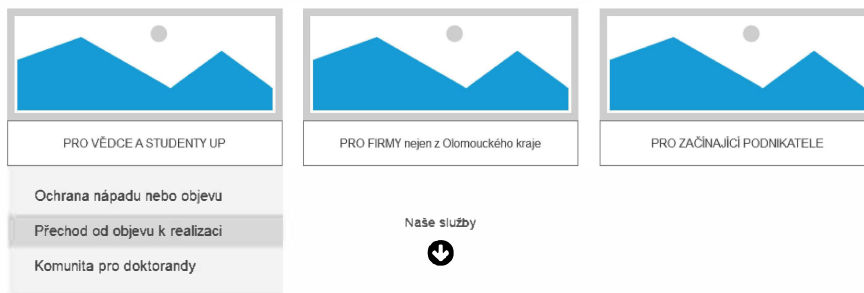 PRO VĚDCE A STUDENTY UP
PRO FIRMY nejen z Olomouckého kraje
PRO ZAČÍNAJÍCÍ PODNIKATELE
Ochrana nápadu nebo objevu
Přechod od objevu k realizaci
Komunita pro doktorandy
Naše služby